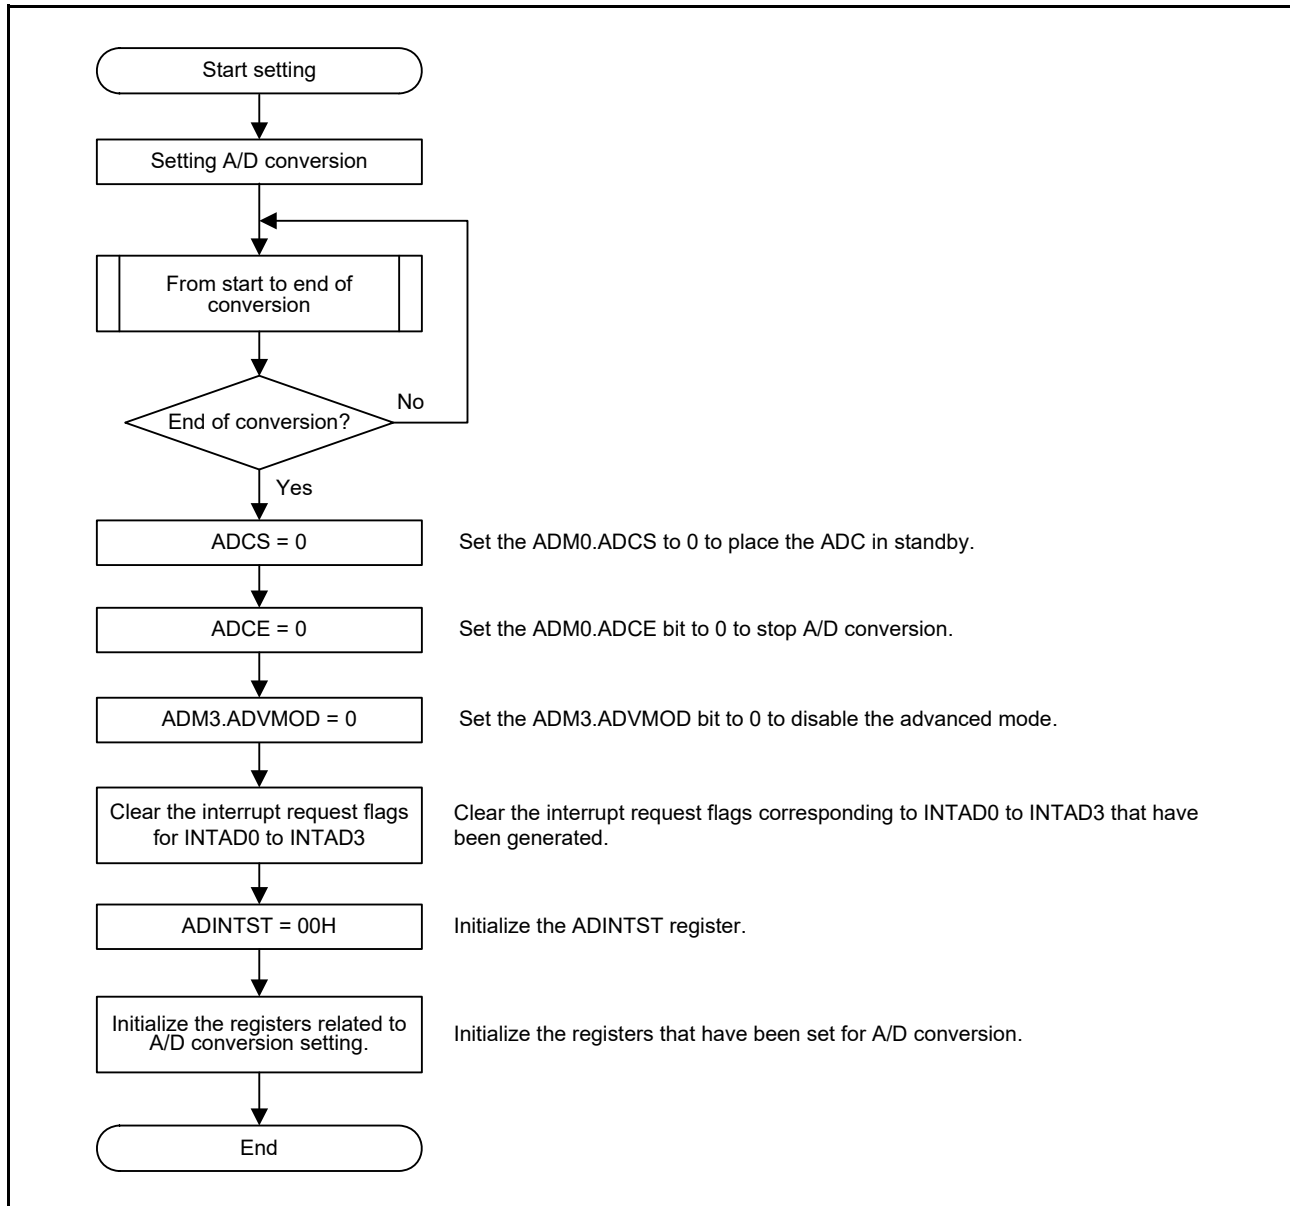 Start setting
Setting A/D conversion
From start to end of
conversion
No
End of conversion?
Yes
ADCS = 0
Set the ADM0.ADCS to 0 to place the ADC in standby.
ADCE = 0
Set the ADM0.ADCE bit to 0 to stop A/D conversion.
ADM3.ADVMOD = 0
Set the ADM3.ADVMOD bit to 0 to disable the advanced mode.
Clear the interrupt request flags
for INTAD0 to INTAD3
Clear the interrupt request flags corresponding to INTAD0 to INTAD3 that have
been generated.
ADINTST = 00H
Initialize the ADINTST register.
Initialize the registers related to
A/D conversion setting.
Initialize the registers that have been set for A/D conversion.
End